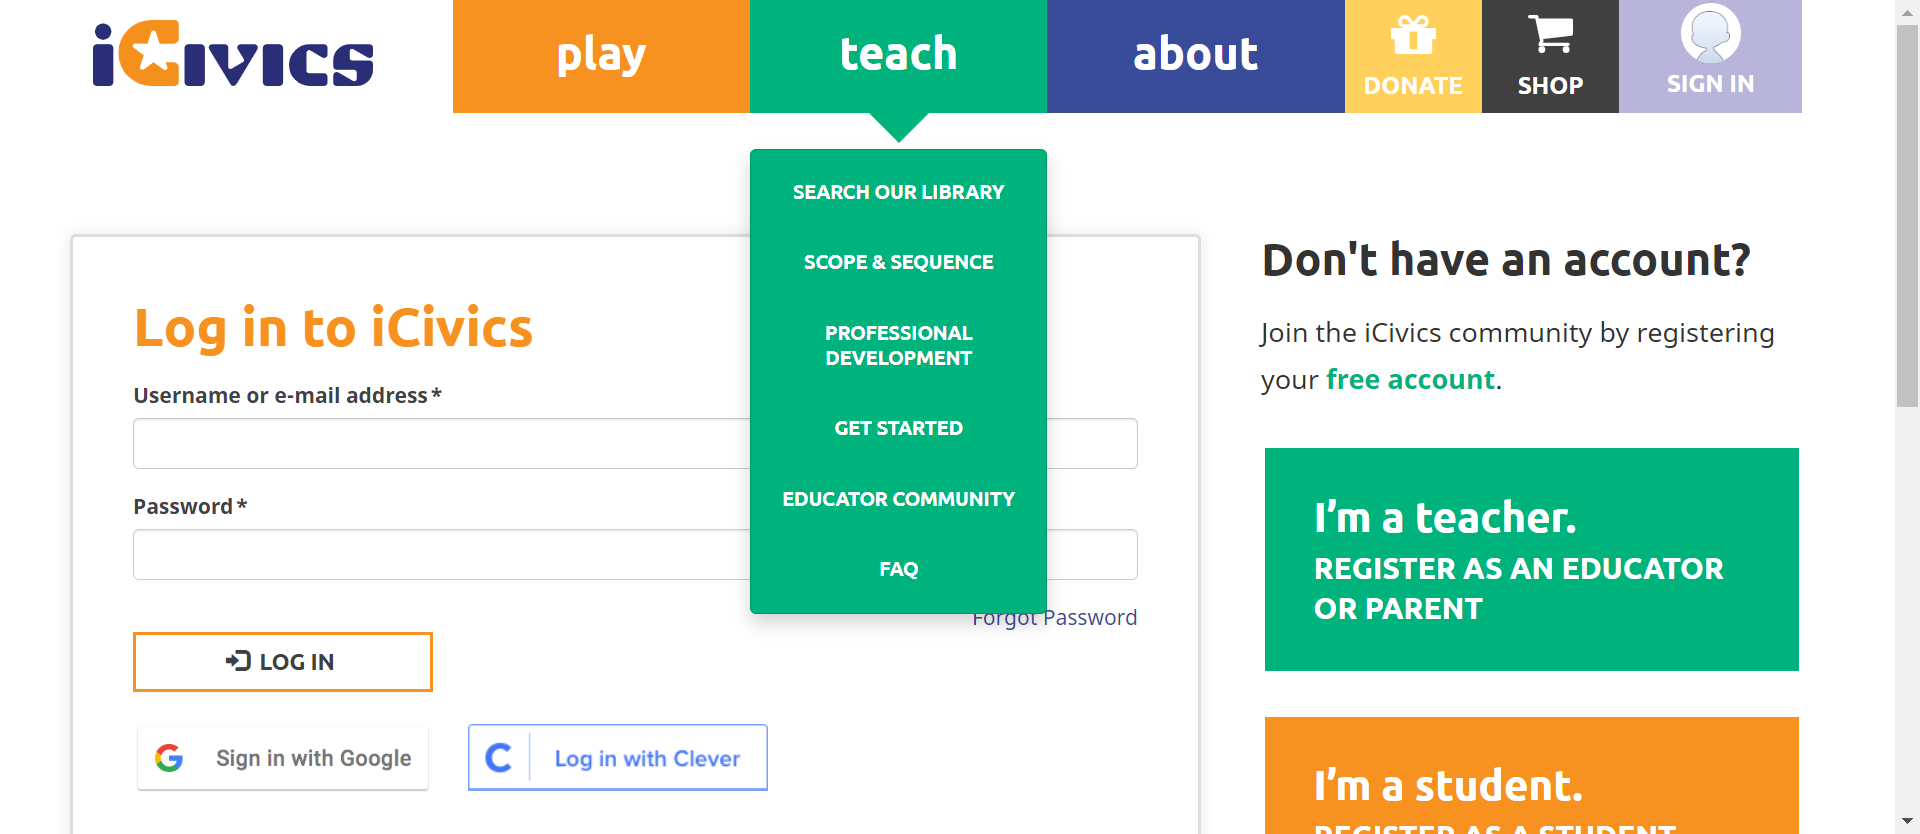 iCivics
play
teach
about
DONATE
SHOP
SIGN IN
SEARCH OUR LIBRARY
SCOPE & SEQUENCE
PROFESSIONAL
DEVELOPMENT
GET STARTED
EDUCATOR COMMUNITY
FAQ
Log in to iCivics
Username or e-mail address*
Password*
Forgot Password
LOG IN
Sign in with Google
C Log in with Clever
Don't have an account?
Join the iCivics community by registering
your free account.
I’m a teacher.
REGISTER AS AN EDUCATOR
OR PARENT
I’m a student.
REGISTER AS A STUDENT